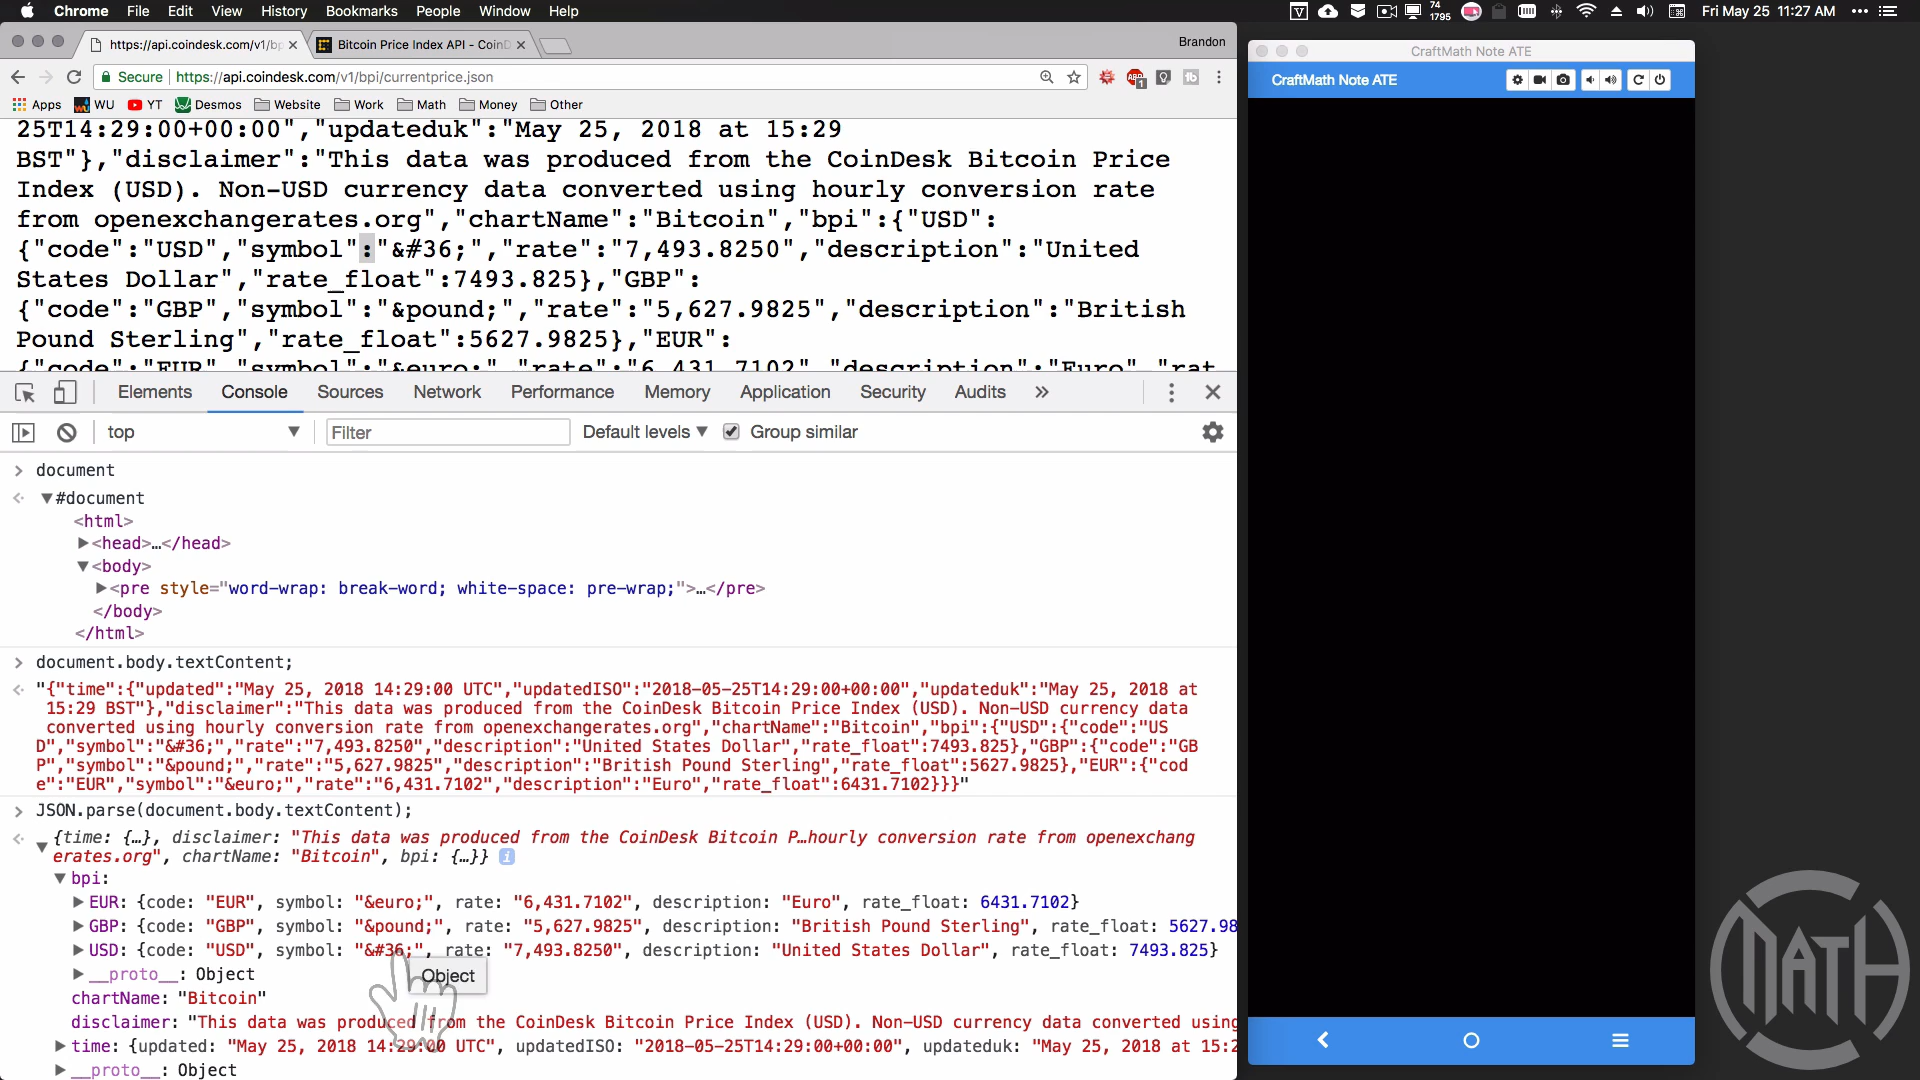 Chrome File Edit View History Bookmarks People Window Help
74
1795
Fri May 25 11:27 AM
https://api.coindesk.com/v1/bp
Bitcoin Price Index API - CoinD
Brandon
Secure https://api.coindesk.com/v1/bpi/currentprice.json
Apps WU YT Desmos Website Work Math Money Other
25T14:29:00+00:00","updateduk":"May 25, 2018 at 15:29
BST"},"disclaimer":"This data was produced from the CoinDesk Bitcoin Price
Index (USD). Non-USD currency data converted using hourly conversion rate
from openexchangerates.org","chartName":"Bitcoin","bpi":{"USD":
{"code":"USD","symbol":"&#36;","rate":"7,493.8250","description":"United
States Dollar","rate_float":7493.825},"GBP":
{"code":"GBP","symbol":"&pound;","rate":"5,627.9825","description":"British
Pound Sterling","rate_float":5627.9825},"EUR":
{"code":"EUR","symbol":"&euro;","rate":"6,431.7102","description":"Euro","rat
Elements Console Sources Network Performance Memory Application Security Audits »
top Filter Default levels Group similar
document
#document
<html>
<head>…</head>
<body>
<pre style="word-wrap: break-word; white-space: pre-wrap;">…</pre>
</body>
</html>
document.body.textContent;
"{"time":{"updated":"May 25, 2018 14:29:00 UTC","updatedISO":"2018-05-25T14:29:00+00:00","updateduk":"May 25, 2018 at
15:29 BST"},"disclaimer":"This data was produced from the CoinDesk Bitcoin Price Index (USD). Non-USD currency data
converted using hourly conversion rate from openexchangerates.org","chartName":"Bitcoin","bpi":{"USD":{"code":"US
D","symbol":"&#36;","rate":"7,493.8250","description":"United States Dollar","rate_float":7493.825},"GBP":{"code":"GB
P","symbol":"&pound;","rate":"5,627.9825","description":"British Pound Sterling","rate_float":5627.9825},"EUR":{"cod
e":"EUR","symbol":"&euro;","rate":"6,431.7102","description":"Euro","rate_float":6431.7102}}}"
JSON.parse(document.body.textContent);
{time: {…}, disclaimer: "This data was produced from the CoinDesk Bitcoin P…hourly conversion rate from openexchang
erates.org", chartName: "Bitcoin", bpi: {…}} i
bpi:
EUR: {code: "EUR", symbol: "&euro;", rate: "6,431.7102", description: "Euro", rate_float: 6431.7102}
GBP: {code: "GBP", symbol: "&pound;", rate: "5,627.9825", description: "British Pound Sterling", rate_float: 5627.98
USD: {code: "USD", symbol: "&#36;", rate: "7,493.8250", description: "United States Dollar", rate_float: 7493.825}
__proto__: Object
Object
chartName: "Bitcoin"
disclaimer: "This data was produced from the CoinDesk Bitcoin Price Index (USD). Non-USD currency data converted using
time: {updated: "May 25, 2018 14:29:00 UTC", updatedISO: "2018-05-25T14:29:00+00:00", updateduk: "May 25, 2018 at 15:2
__proto__: Object
CraftMath Note ATE
CraftMath Note ATE
MATH